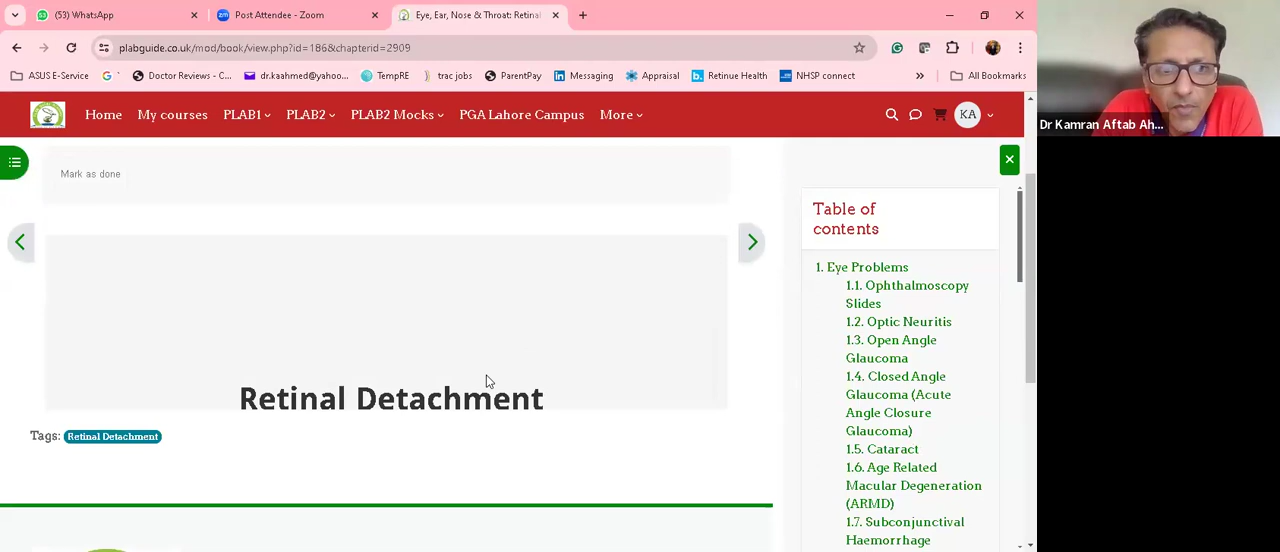 (53) WhatsApp
zm Post Attendee - Zoom
Eye, Ear, Nose & Throat: Retinal
plabguide.co.uk/mod/book/view.php?id=186&chapterid=2909
ASUS E-Service
G
Doctor Reviews - C...
dr.kaahmed@yahoo...
TempRE
trac jobs
ParentPay
Messaging
Appraisal
Retinue Health
NHSP connect
»
All Bookmarks
Home
My courses
PLAB1
PLAB2
PLAB2 Mocks
PGA Lahore Campus
More
KA
Dr Kamran Aftab Ah...
Mark as done
Retinal Detachment
Tags: Retinal Detachment
Table of
contents
1. Eye Problems
1.1. Ophthalmoscopy
Slides
1.2. Optic Neuritis
1.3. Open Angle
Glaucoma
1.4. Closed Angle
Glaucoma (Acute
Angle Closure
Glaucoma)
1.5. Cataract
1.6. Age Related
Macular Degeneration
(ARMD)
1.7. Subconjunctival
Haemorrhage